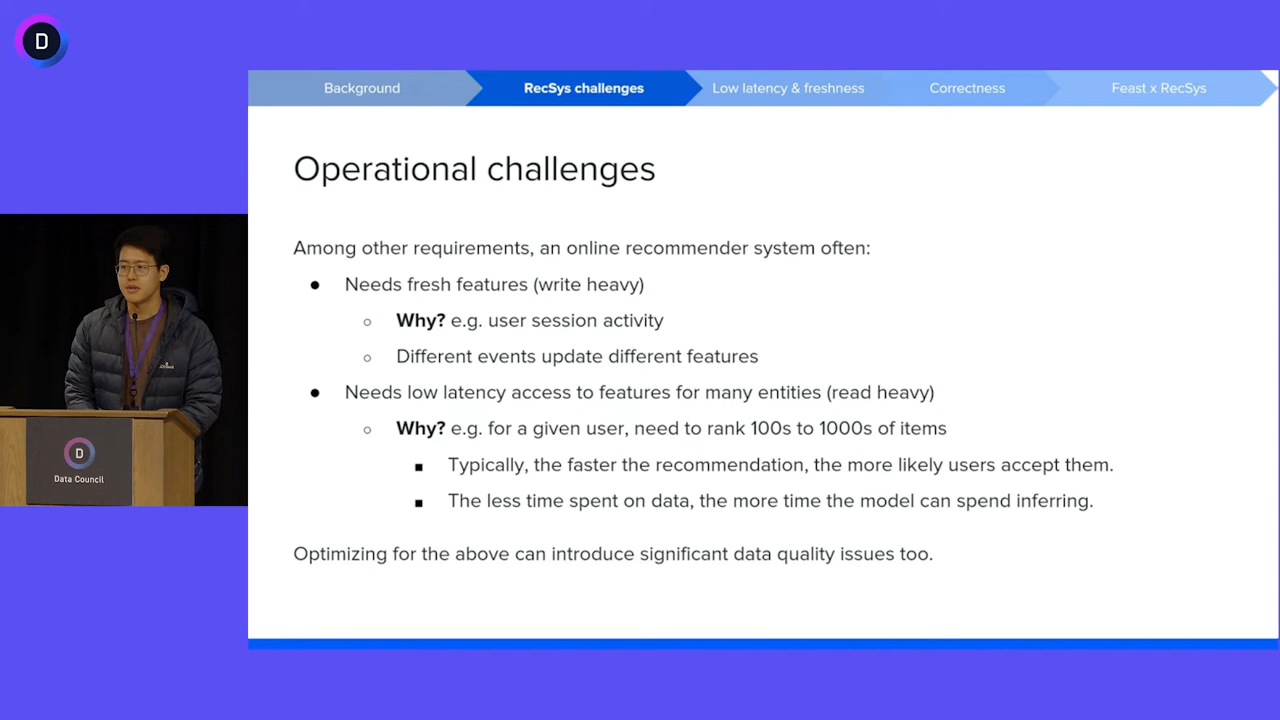 D
Background
RecSys challenges
Low latency & freshness
Correctness
Feast x RecSys
Operational challenges
Among other requirements, an online recommender system often:
● Needs fresh features (write heavy)
○ Why? e.g. user session activity
○ Different events update different features
● Needs low latency access to features for many entities (read heavy)
○ Why? e.g. for a given user, need to rank 100s to 1000s of items
■ Typically, the faster the recommendation, the more likely users accept them.
■ The less time spent on data, the more time the model can spend inferring.
Optimizing for the above can introduce significant data quality issues too.
D
Data Council